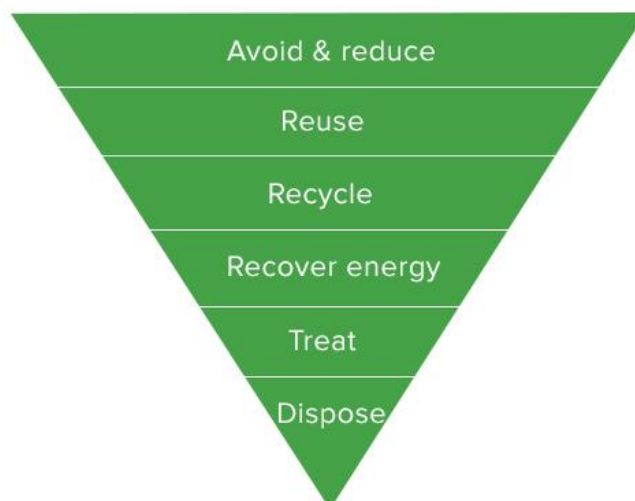 Avoid & reduce
Reuse
Recycle
Recover energy
Treat
Dispose